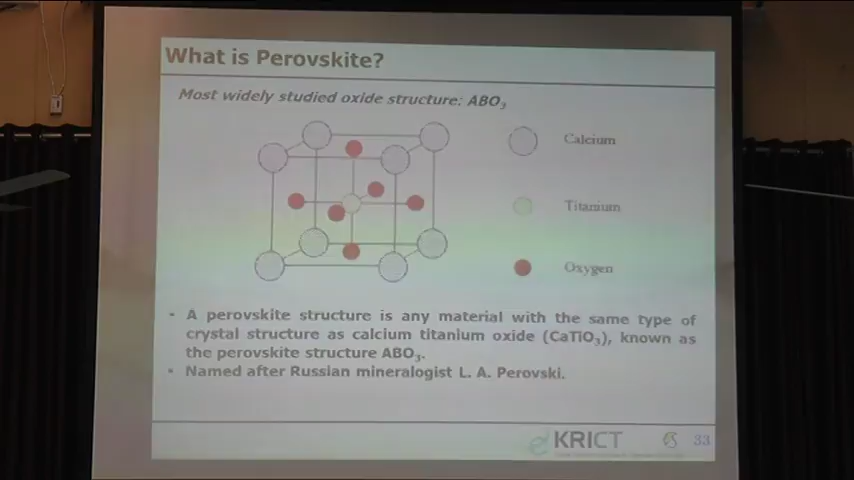 What is Perovskite?
Most widely studied oxide structure: ABO₃
Calcium
Titanium
Oxygen
• A perovskite structure is any material with the same type of
crystal structure as calcium titanium oxide (CaTiO₃), known as
the perovskite structure ABO₃.
• Named after Russian mineralogist L. A. Perovski.
KRICT
33